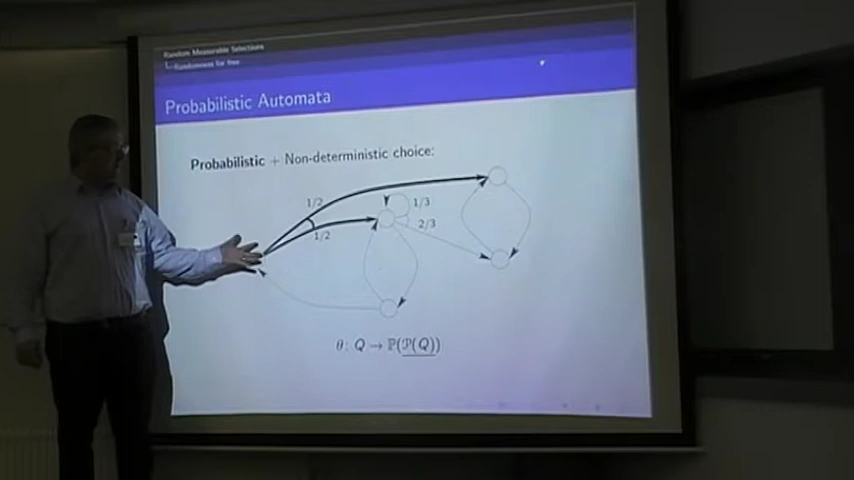 Random Measurable Selections
Randomness for free
Probabilistic Automata
Probabilistic + Non-deterministic choice:
1/2
1/3
2/3
1/2
θ: Q → ℙ(𝒫(Q))